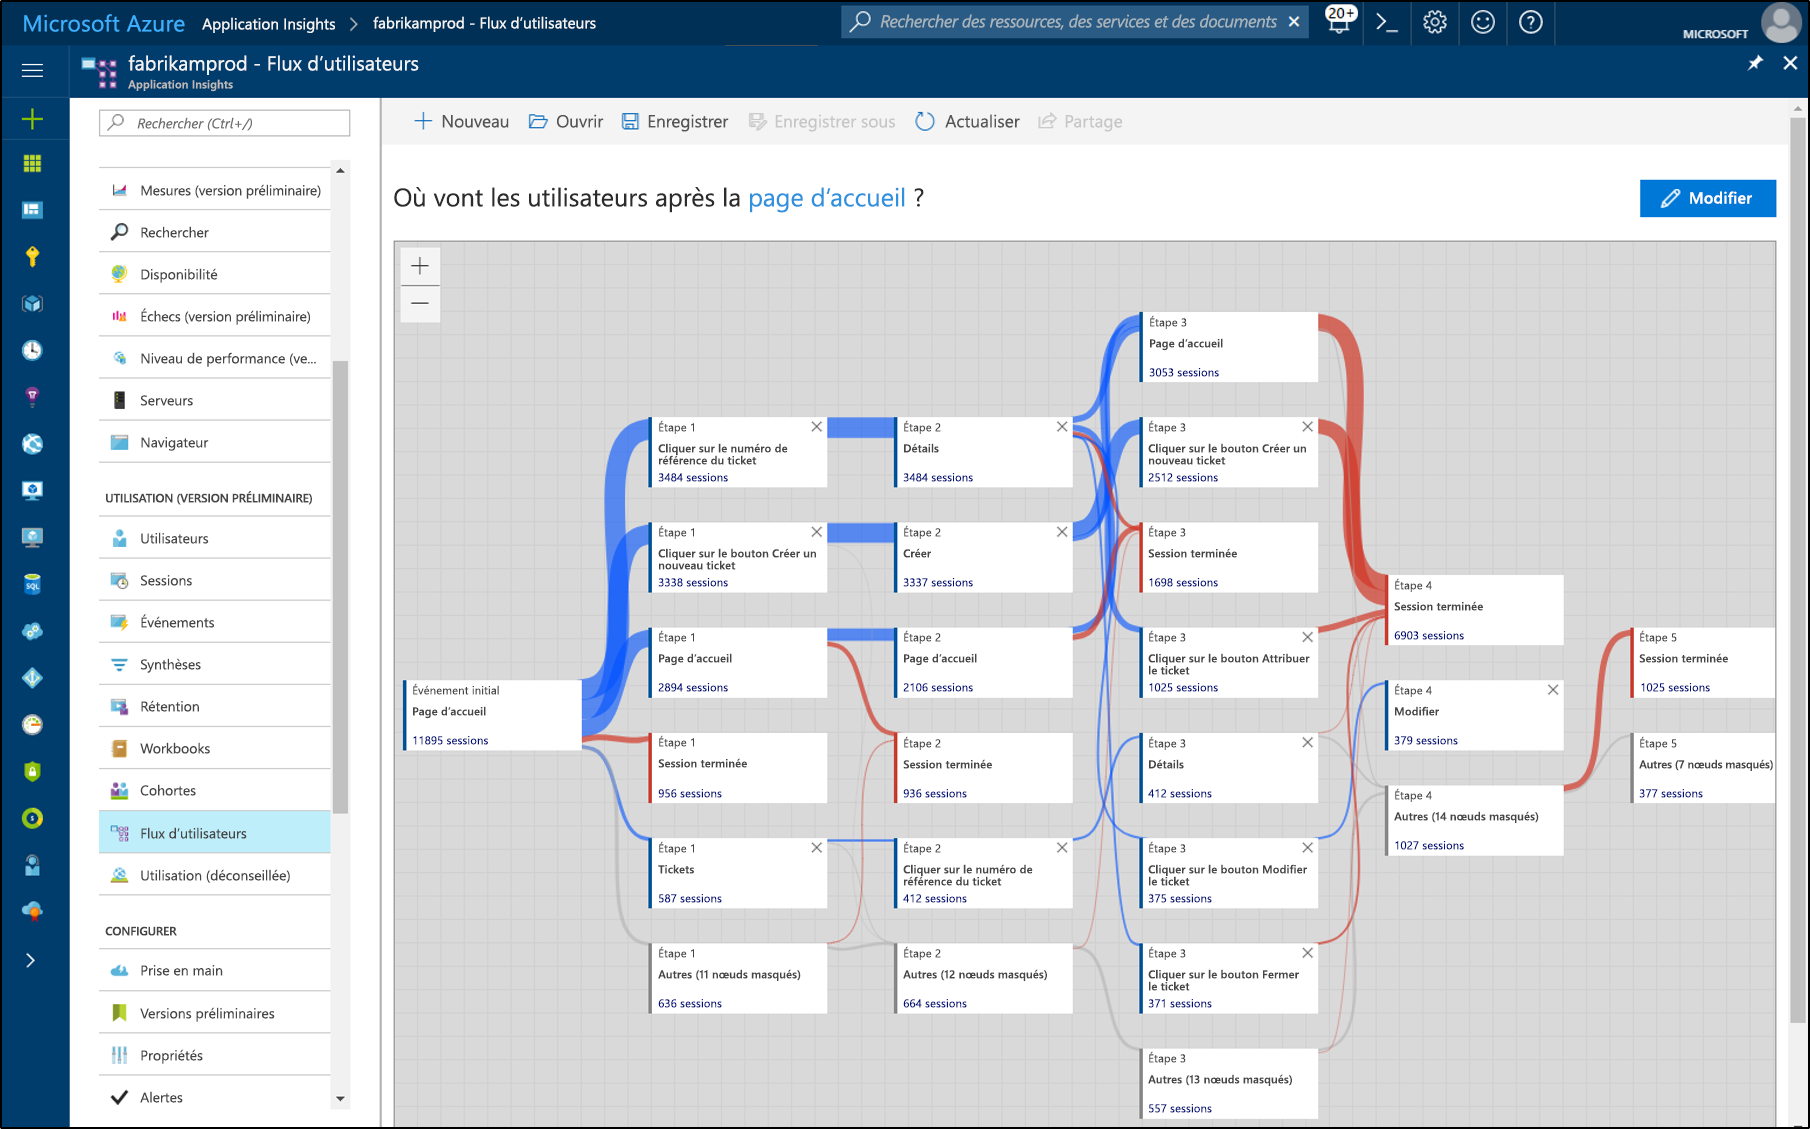 Microsoft Azure Application Insights > fabrikamprod - Flux d'utilisateurs
Rechercher des ressources, des services et des documents
20+
MICROSOFT
fabrikamprod - Flux d'utilisateurs
Application Insights
Rechercher (Ctrl+/)
Mesures (version préliminaire)
Rechercher
Disponibilité
Échecs (version préliminaire)
Niveau de performance (ve...
Serveurs
Navigateur
UTILISATION (VERSION PRÉLIMINAIRE)
Utilisateurs
Sessions
Événements
Synthèses
Rétention
Workbooks
Cohortes
Flux d'utilisateurs
Utilisation (déconseillée)
CONFIGURER
Prise en main
Versions préliminaires
Propriétés
Alertes
SQL
Nouveau
Ouvrir
Enregistrer
Enregistrer sous
Actualiser
Partage
Où vont les utilisateurs après la page d'accueil ?
Modifier
Événement initial
Page d'accueil
11895 sessions
Étape 1
Cliquer sur le numéro de
référence du ticket
3484 sessions
Étape 1
Cliquer sur le bouton Créer un
nouveau ticket
3338 sessions
Étape 1
Page d'accueil
2894 sessions
Étape 1
Session terminée
956 sessions
Étape 1
Tickets
587 sessions
Étape 1
Autres (11 nœuds masqués)
636 sessions
Étape 2
Détails
3484 sessions
Étape 2
Créer
3337 sessions
Étape 2
Page d'accueil
2106 sessions
Étape 2
Session terminée
936 sessions
Étape 2
Cliquer sur le numéro de
référence du ticket
412 sessions
Étape 2
Autres (12 nœuds masqués)
664 sessions
Étape 3
Page d'accueil
3053 sessions
Étape 3
Cliquer sur le bouton Créer un
nouveau ticket
2512 sessions
Étape 3
Session terminée
1698 sessions
Étape 3
Cliquer sur le bouton Attribuer
le ticket
1025 sessions
Étape 3
Détails
412 sessions
Étape 3
Cliquer sur le bouton Modifier
le ticket
375 sessions
Étape 3
Cliquer sur le bouton Fermer
le ticket
371 sessions
Étape 3
Autres (13 nœuds masqués)
557 sessions
Étape 4
Session terminée
6903 sessions
Étape 4
Modifier
379 sessions
Étape 4
Autres (14 nœuds masqués)
1027 sessions
Étape 5
Session terminée
1025 sessions
Étape 5
Autres (7 nœuds masqués)
377 sessions